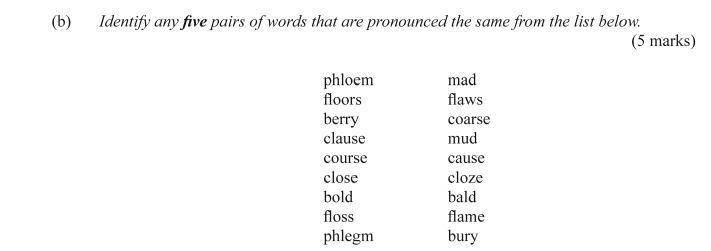 (b) Identify any five pairs of words that are pronounced the same from the list below.
(5 marks)
phloem mad
floors flaws
berry coarse
clause mud
course cause
close cloze
bold bald
floss flame
phlegm bury